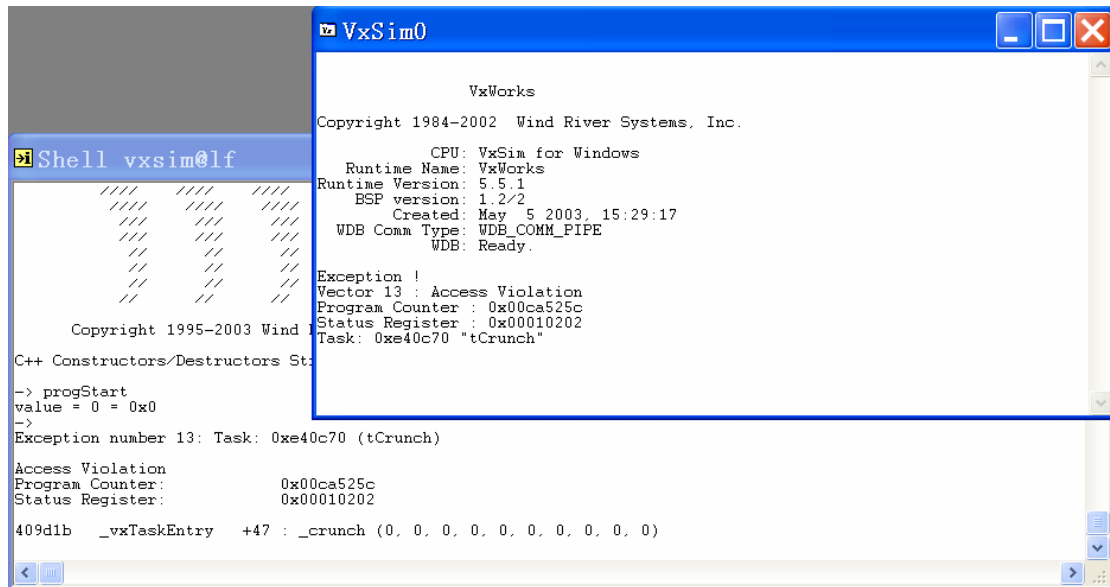 VxSim0
VxWorks
Copyright 1984-2002 Wind River Systems, Inc.
CPU: VxSim for Windows
Runtime Name: VxWorks
Runtime Version: 5.5.1
BSP version: 1.2/2
Created: May 5 2003, 15:29:17
WDB Comm Type: WDB_COMM_PIPE
WDB: Ready.
Exception !
Vector 13 : Access Violation
Program Counter : 0x00ca525c
Status Register : 0x00010202
Task: 0xe40c70 "tCrunch"
Shell vxsim@lf
//// //// ////
//// //// ////
/// /// ///
/// /// ///
// // //
// // //
// // //
// // //
Copyright 1995-2003 Wind
C++ Constructors/Destructors
-> progStart
value = 0 = 0x0
->
Exception number 13: Task: 0xe40c70 (tCrunch)
Access Violation
Program Counter: 0x00ca525c
Status Register: 0x00010202
409d1b _vxTaskEntry +47 : _crunch (0, 0, 0, 0, 0, 0, 0, 0, 0, 0)